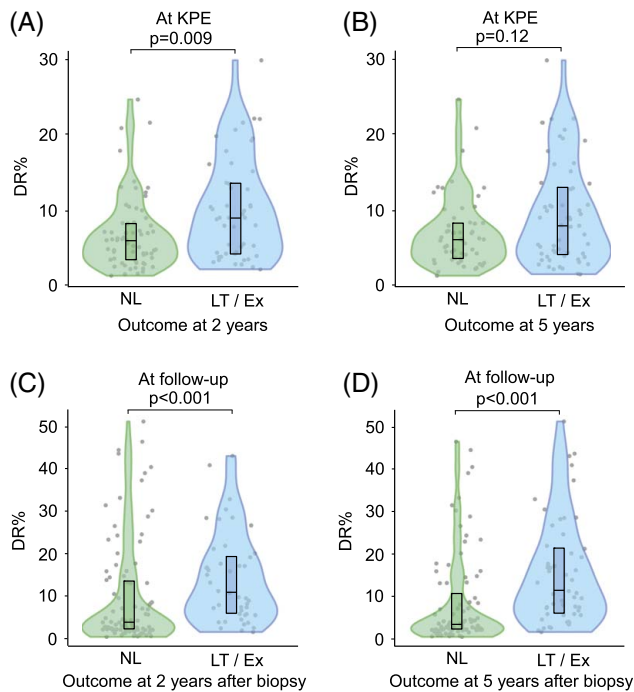 (A)
At KPE
p=0.009
30
20
10
0
DR%
NL
LT / Ex
Outcome at 2 years
(B)
At KPE
p=0.12
30
20
10
0
DR%
NL
LT / Ex
Outcome at 5 years
(C)
At follow-up
p<0.001
50
40
30
20
10
0
DR%
NL
LT / Ex
Outcome at 2 years after biopsy
(D)
At follow-up
p<0.001
50
40
30
20
10
0
DR%
NL
LT / Ex
Outcome at 5 years after biopsy